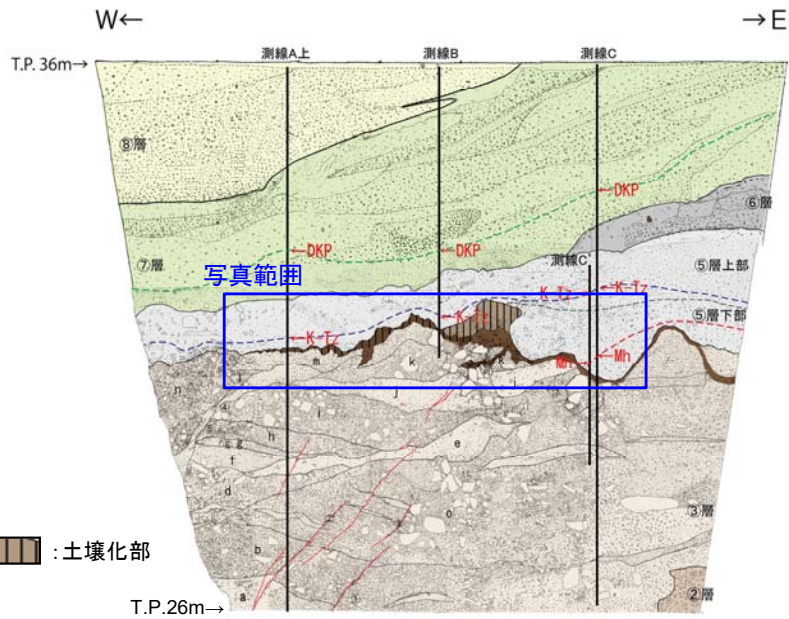 W← →E
測線A上 測線B 測線C
T.P. 36m→
⑧層
←DKP
⑥層
←DKP ←DKP
⑦層
写真範囲
測線C'
⑤層上部
K-Tz ←K-Tz
⑤層下部
←K-Tz
←K-Tz
Mh ←Mh
m k k
l j j
n
i
h
g
e
f
d
o
③層
b
:土壌化部
a
②層
T.P.26m→